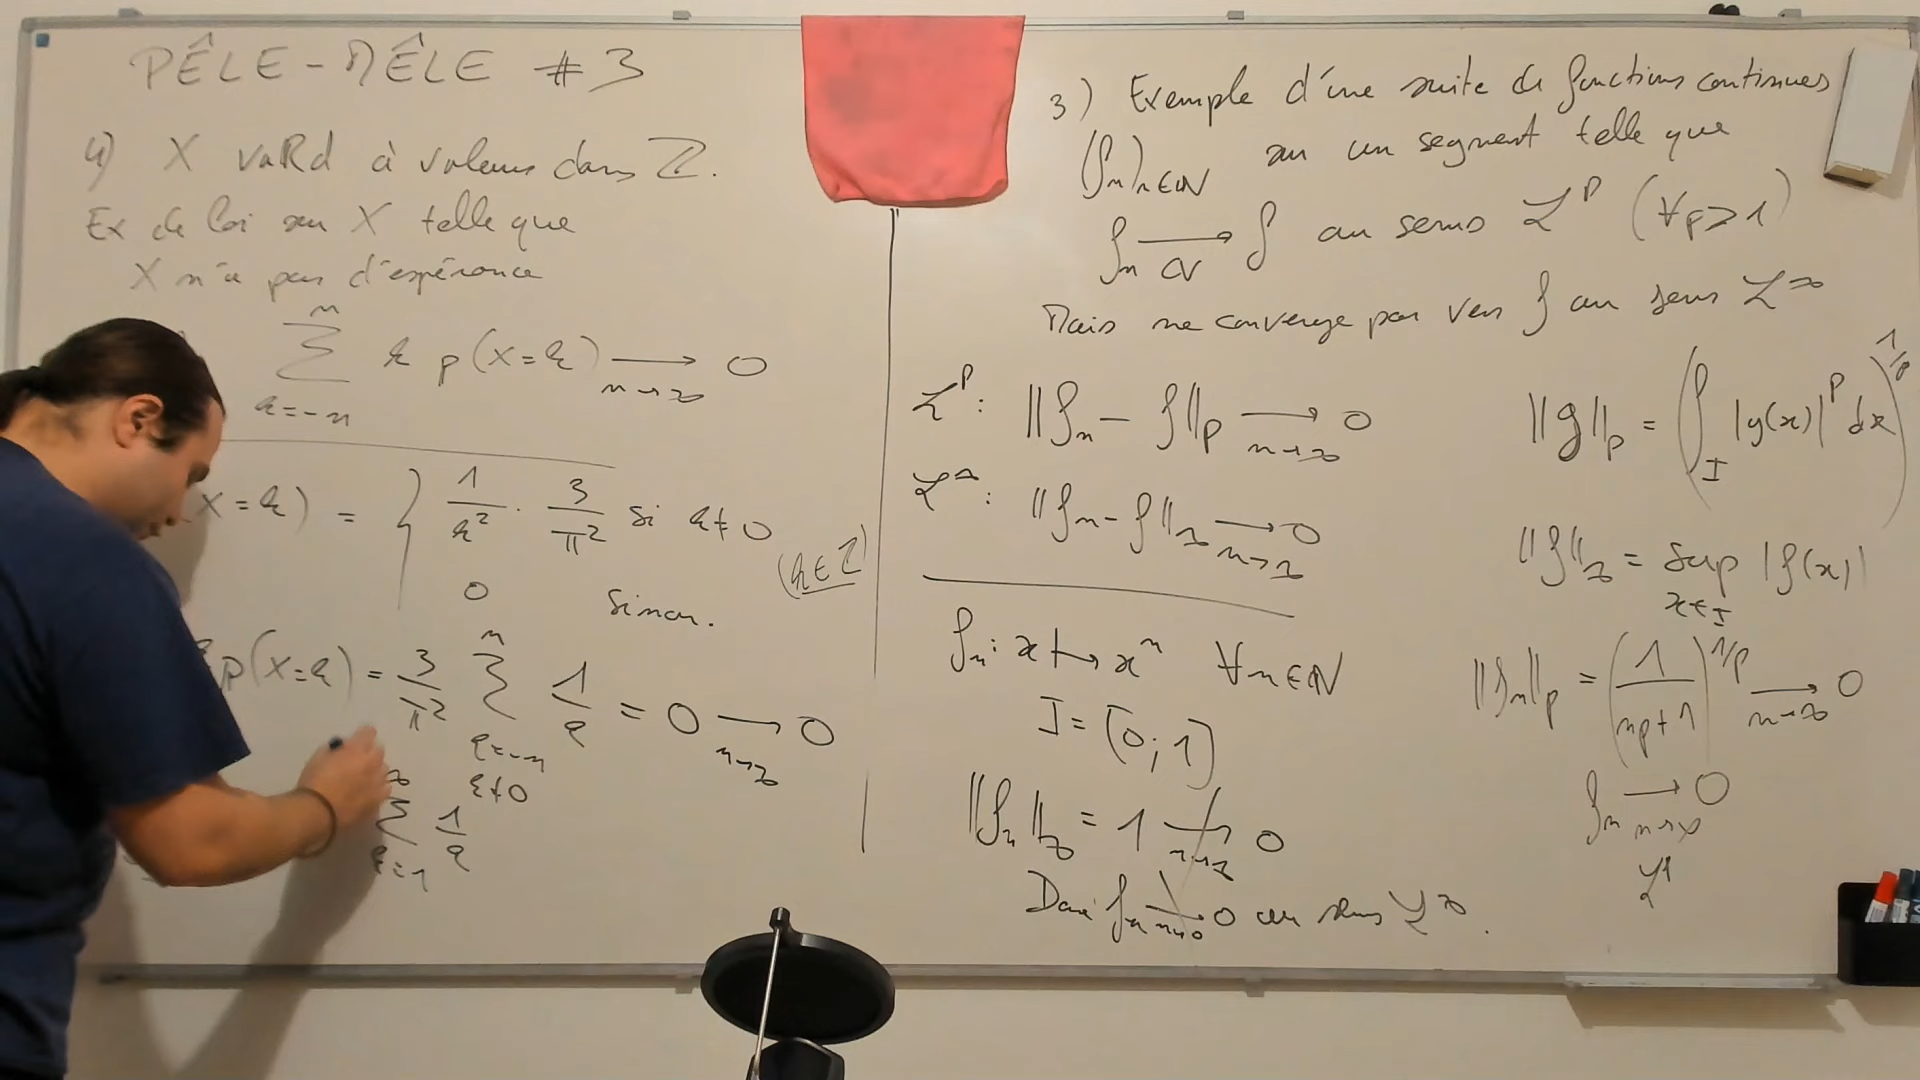 PÊLE-MÊLE #3
4) X vaRd à valeurs dans ℤ.
Ex de loi sur X telle que
X n'a pas d'espérance
n
∑ k p(X=k) ⟶ 0
k=-n n→∞
X=k) = { 1/k² · 3/π² si k≠0
0 sinon. (k∈ℤ)
p(X=k) = 3/π² ∑ 1/k = 0 ⟶ 0
k=-n n→∞
k≠0
∞
∑ 1/k
k=1
3) Exemple d'une suite de fonctions continues
(fₙ)n∈ℕ sur un segment telle que
fₙ ⟶ f au sens ℒᵖ (∀p≥1)
CV
Mais ne converge pas vers f au sens ℒ∞
ℒᵖ: ||fₙ - f||p ⟶ 0
n→∞
||g||p = (∫I |g(x)|ᵖ dx)^1/p
ℒ∞: ||fₙ - f||∞ ⟶ 0
n→∞
||f||∞ = sup |f(x)|
x∈I
fₙ: x ↦ xⁿ ∀n∈ℕ
I = [0;1]
||fₙ||p = (1/(np+1))^1/p ⟶ 0
n→∞
fₙ ⟶ 0
n→∞
||fₙ||∞ = 1 ↛ 0
n→∞
Donc fₙ ↛ 0 au sens ℒ∞.
n→∞